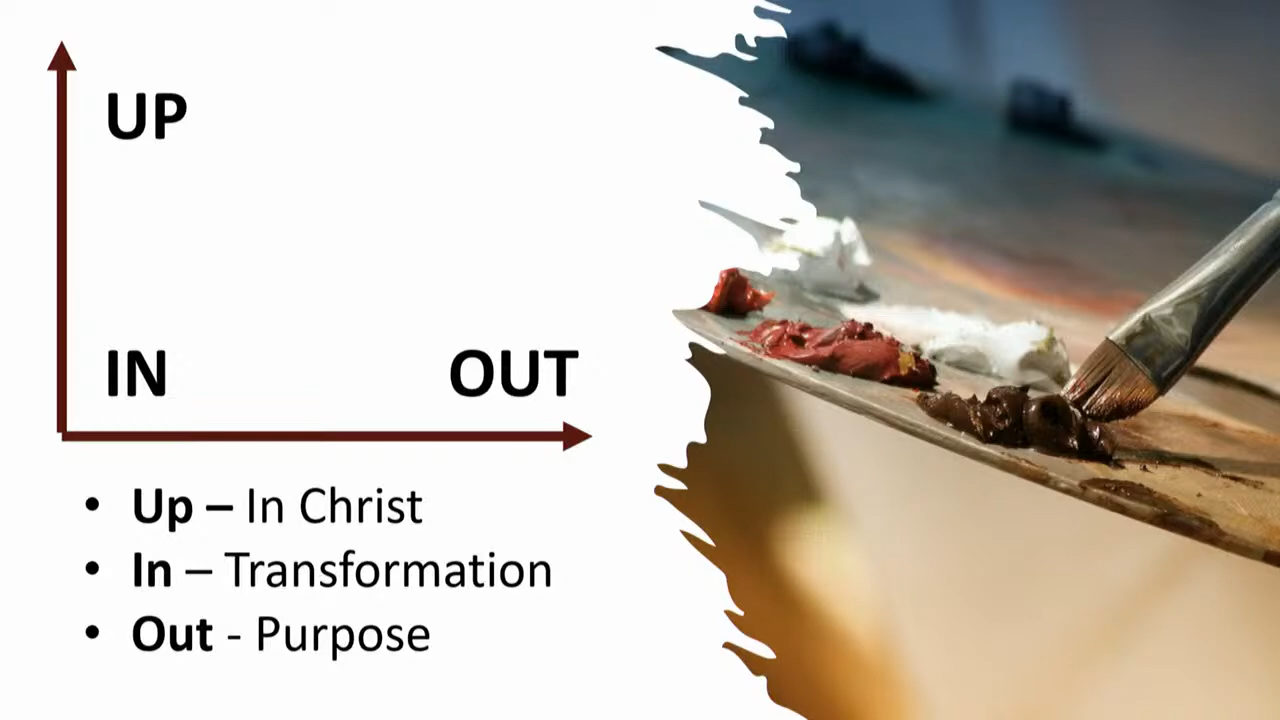 UP
IN OUT
• Up – In Christ
• In – Transformation
• Out - Purpose